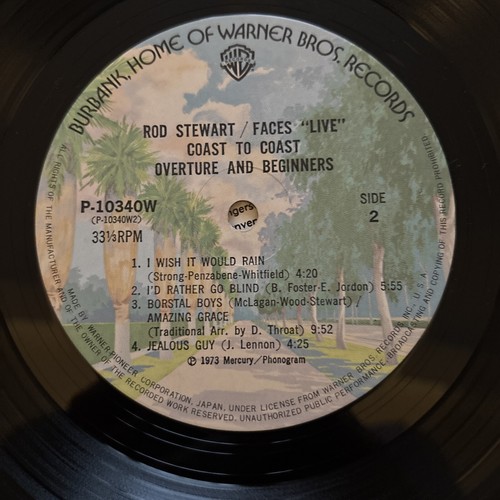 BURBANK, HOME OF WARNER BROS. RECORDS
ROD STEWART / FACES "LIVE"
COAST TO COAST
OVERTURE AND BEGINNERS
P-10340W
(P-10340W2)
33⅓RPM
SIDE
2
1. I WISH IT WOULD RAIN
(Strong-Penzabene-Whitfield) 4:20
2. I'D RATHER GO BLIND (B. Foster-E. Jordon) 5:55
3. BORSTAL BOYS (McLagan-Wood-Stewart) /
AMAZING GRACE
(Traditional Arr. by D. Throat) 9:52
4. JEALOUS GUY (J. Lennon) 4:25
℗ 1973 Mercury/Phonogram
MADE BY WARNER-PIONEER CORPORATION, JAPAN, UNDER LICENSE FROM WARNER BROS. RECORDS INC., U.S.A.
ALL RIGHTS OF THE MANUFACTURER AND OF THE OWNER OF THE RECORDED WORK RESERVED. UNAUTHORIZED PUBLIC PERFORMANCE, BROADCASTING AND COPYING OF THIS RECORD PROHIBITED.